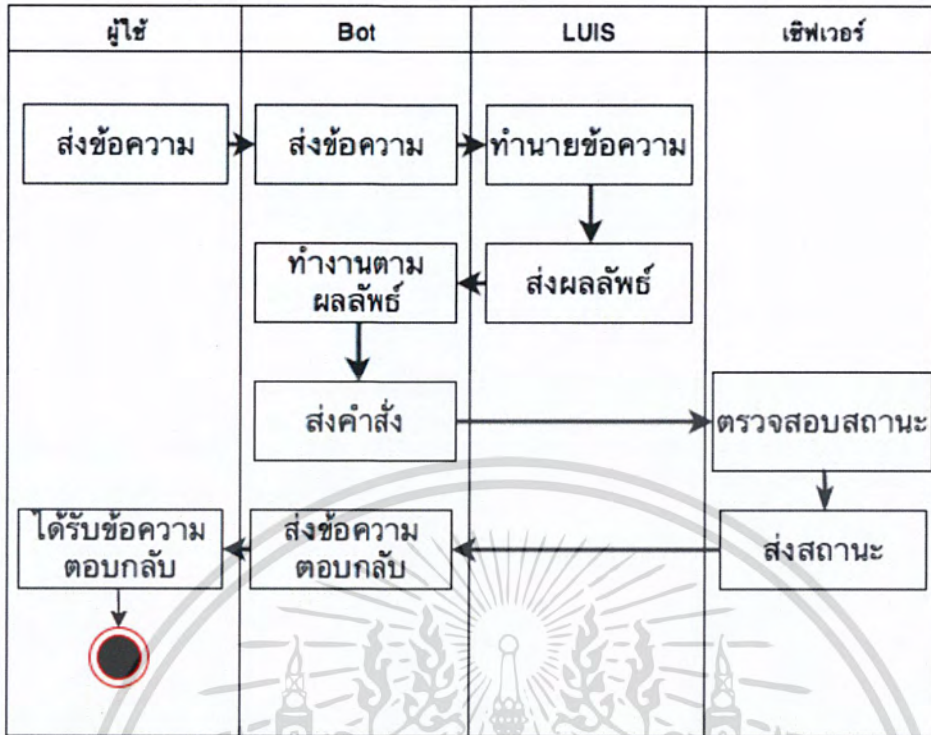 ผู้ใช้ Bot LUIS เซิฟเวอร์
ส่งข้อความ ส่งข้อความ ทำนายข้อความ
ทำงานตาม
ผลลัพธ์
ส่งผลลัพธ์
ส่งคำสั่ง ตรวจสอบสถานะ
ได้รับข้อความ
ตอบกลับ
ส่งข้อความ
ตอบกลับ
ส่งสถานะ